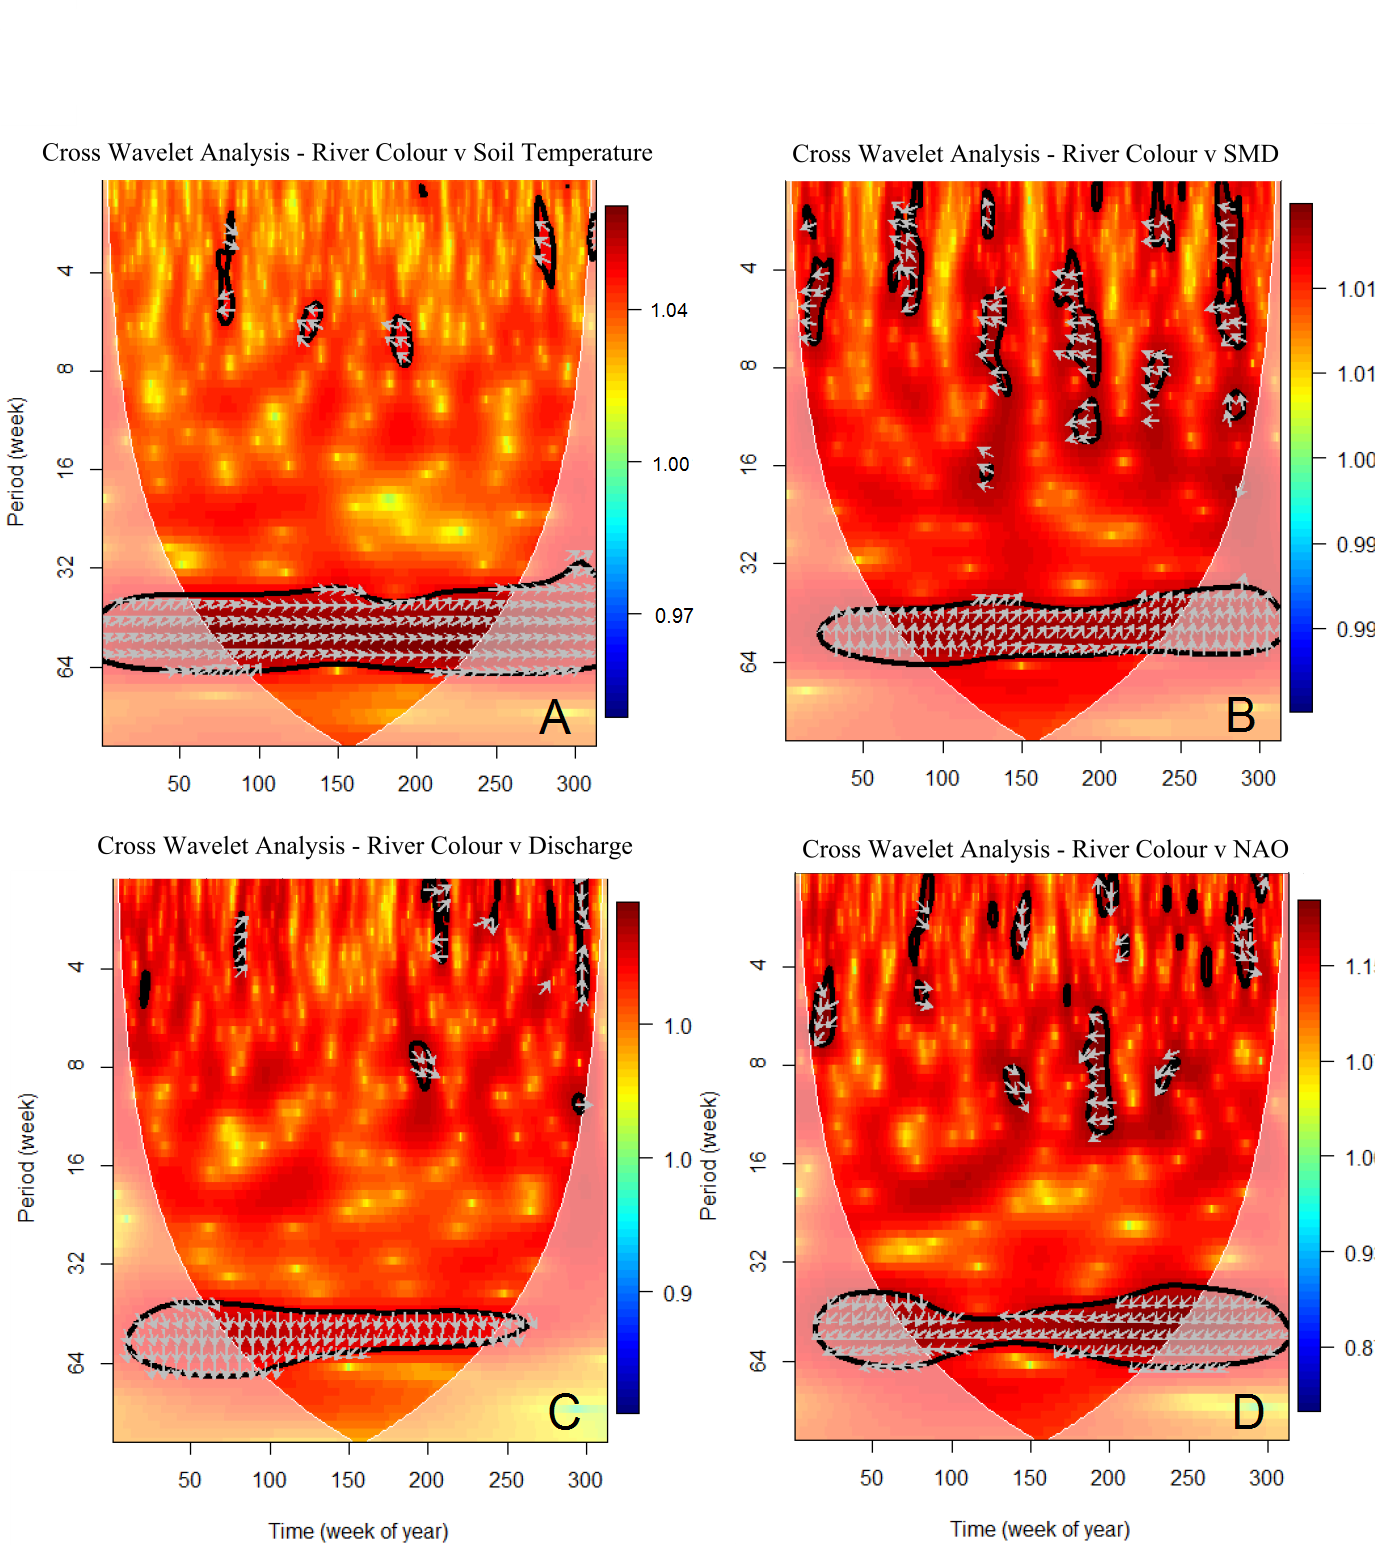 Cross Wavelet Analysis - River Colour v Soil Temperature
Period (week)
4
8
16
32
64
50 100 150 200 250 300
1.04
1.00
0.97
A
Cross Wavelet Analysis - River Colour v SMD
4
8
16
32
64
50 100 150 200 250 300
1.01
1.01
1.00
0.99
0.99
B
Cross Wavelet Analysis - River Colour v Discharge
Period (week)
4
8
16
32
64
50 100 150 200 250 300
Time (week of year)
1.0
1.0
0.9
C
Cross Wavelet Analysis - River Colour v NAO
Period (week)
4
8
16
32
64
50 100 150 200 250 300
Time (week of year)
D